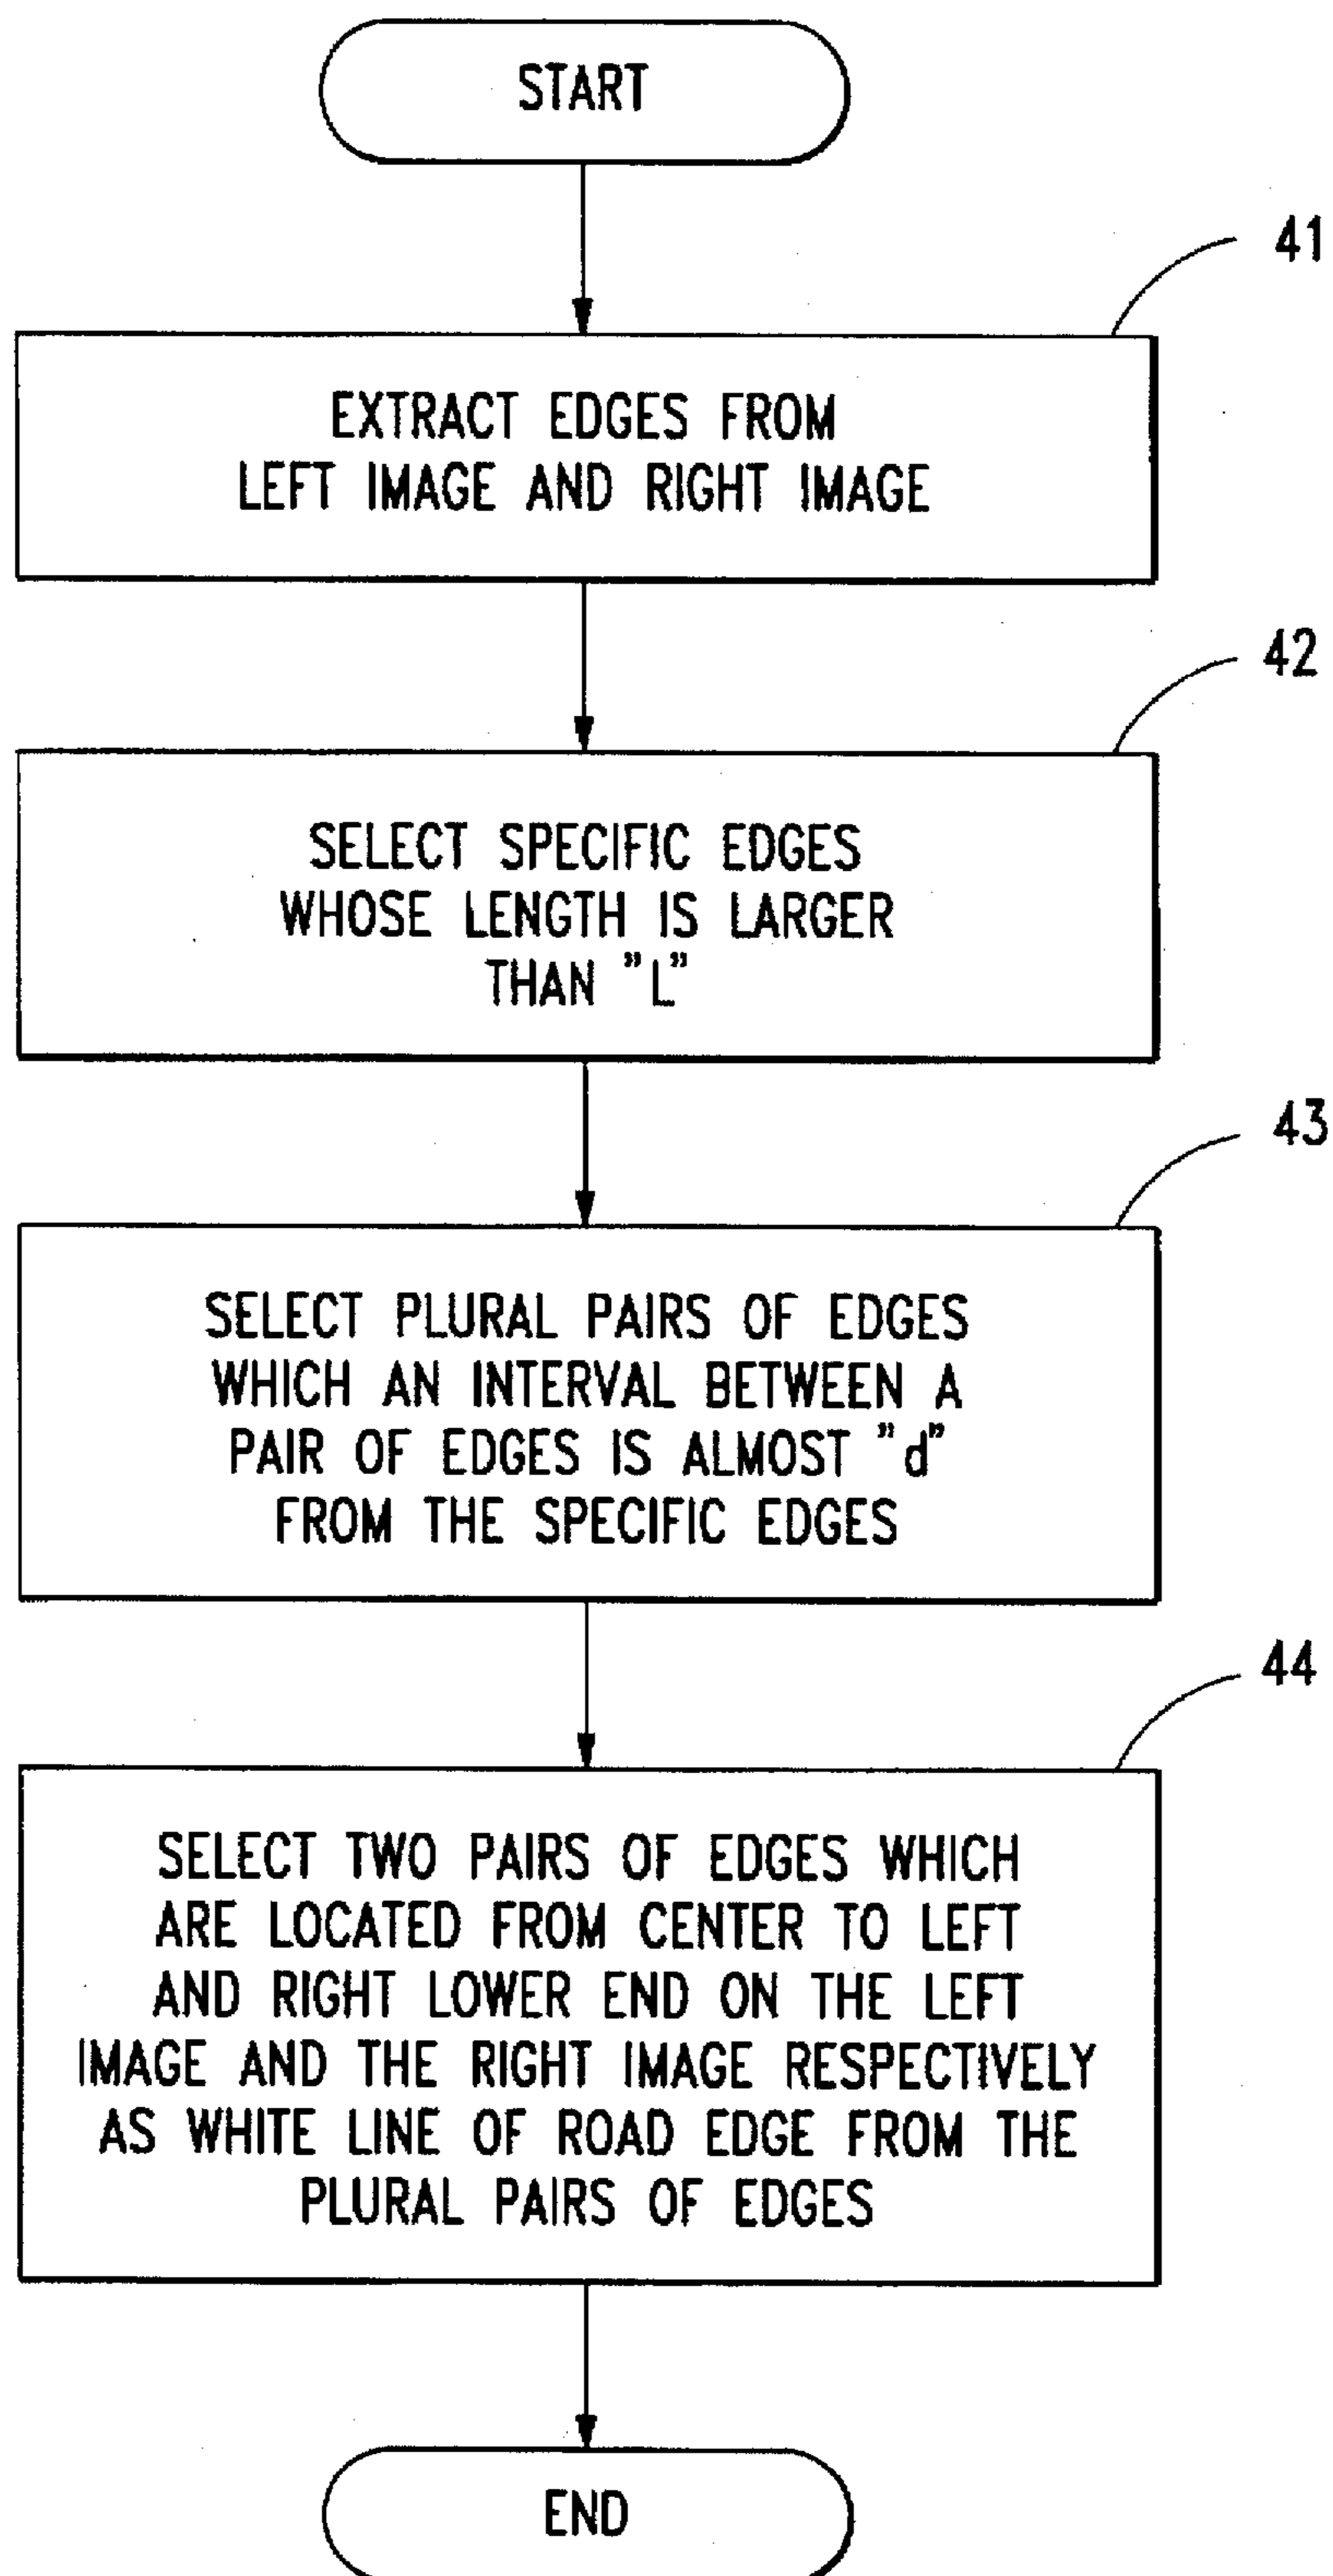 START
41
EXTRACT EDGES FROM
LEFT IMAGE AND RIGHT IMAGE
42
SELECT SPECIFIC EDGES
WHOSE LENGTH IS LARGER
THAN "L"
43
SELECT PLURAL PAIRS OF EDGES
WHICH AN INTERVAL BETWEEN A
PAIR OF EDGES IS ALMOST "d"
FROM THE SPECIFIC EDGES
44
SELECT TWO PAIRS OF EDGES WHICH
ARE LOCATED FROM CENTER TO LEFT
AND RIGHT LOWER END ON THE LEFT
IMAGE AND THE RIGHT IMAGE RESPECTIVELY
AS WHITE LINE OF ROAD EDGE FROM THE
PLURAL PAIRS OF EDGES
END